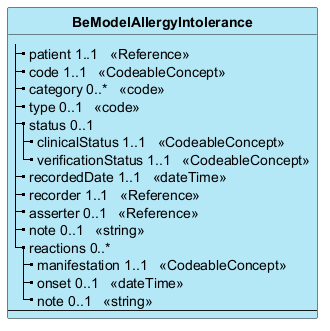 BeModelAllergyIntolerance
patient 1..1 «Reference»
code 1..1 «CodeableConcept»
category 0..* «code»
type 0..1 «code»
status 0..1
clinicalStatus 1..1 «CodeableConcept»
verificationStatus 1..1 «CodeableConcept»
recordedDate 1..1 «dateTime»
recorder 1..1 «Reference»
asserter 0..1 «Reference»
note 0..1 «string»
reactions 0..*
manifestation 1..1 «CodeableConcept»
onset 0..1 «dateTime»
note 0..1 «string»